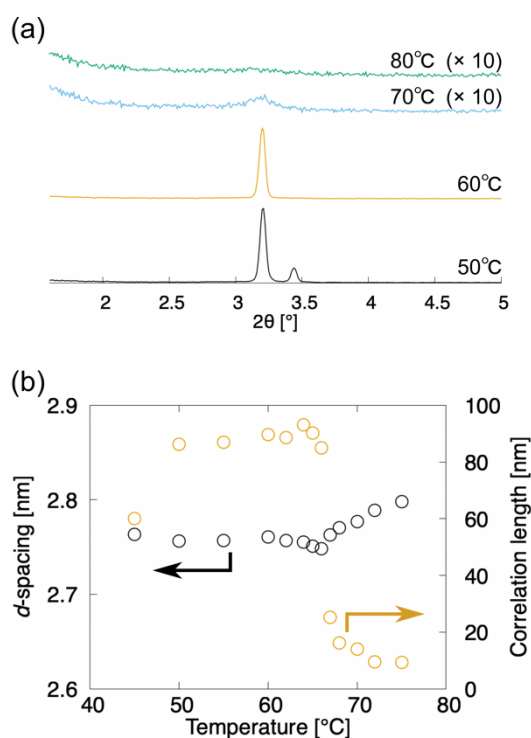 (a)
80℃ (× 10)
70℃ (× 10)
60℃
50℃
2 2.5 3 3.5 4 4.5 5
2θ [°]
(b)
2.9 100
2.8 80
60
2.7 40
20
2.6 0
40 50 60 70 80
d-spacing [nm]
Correlation length [nm]
Temperature [℃]